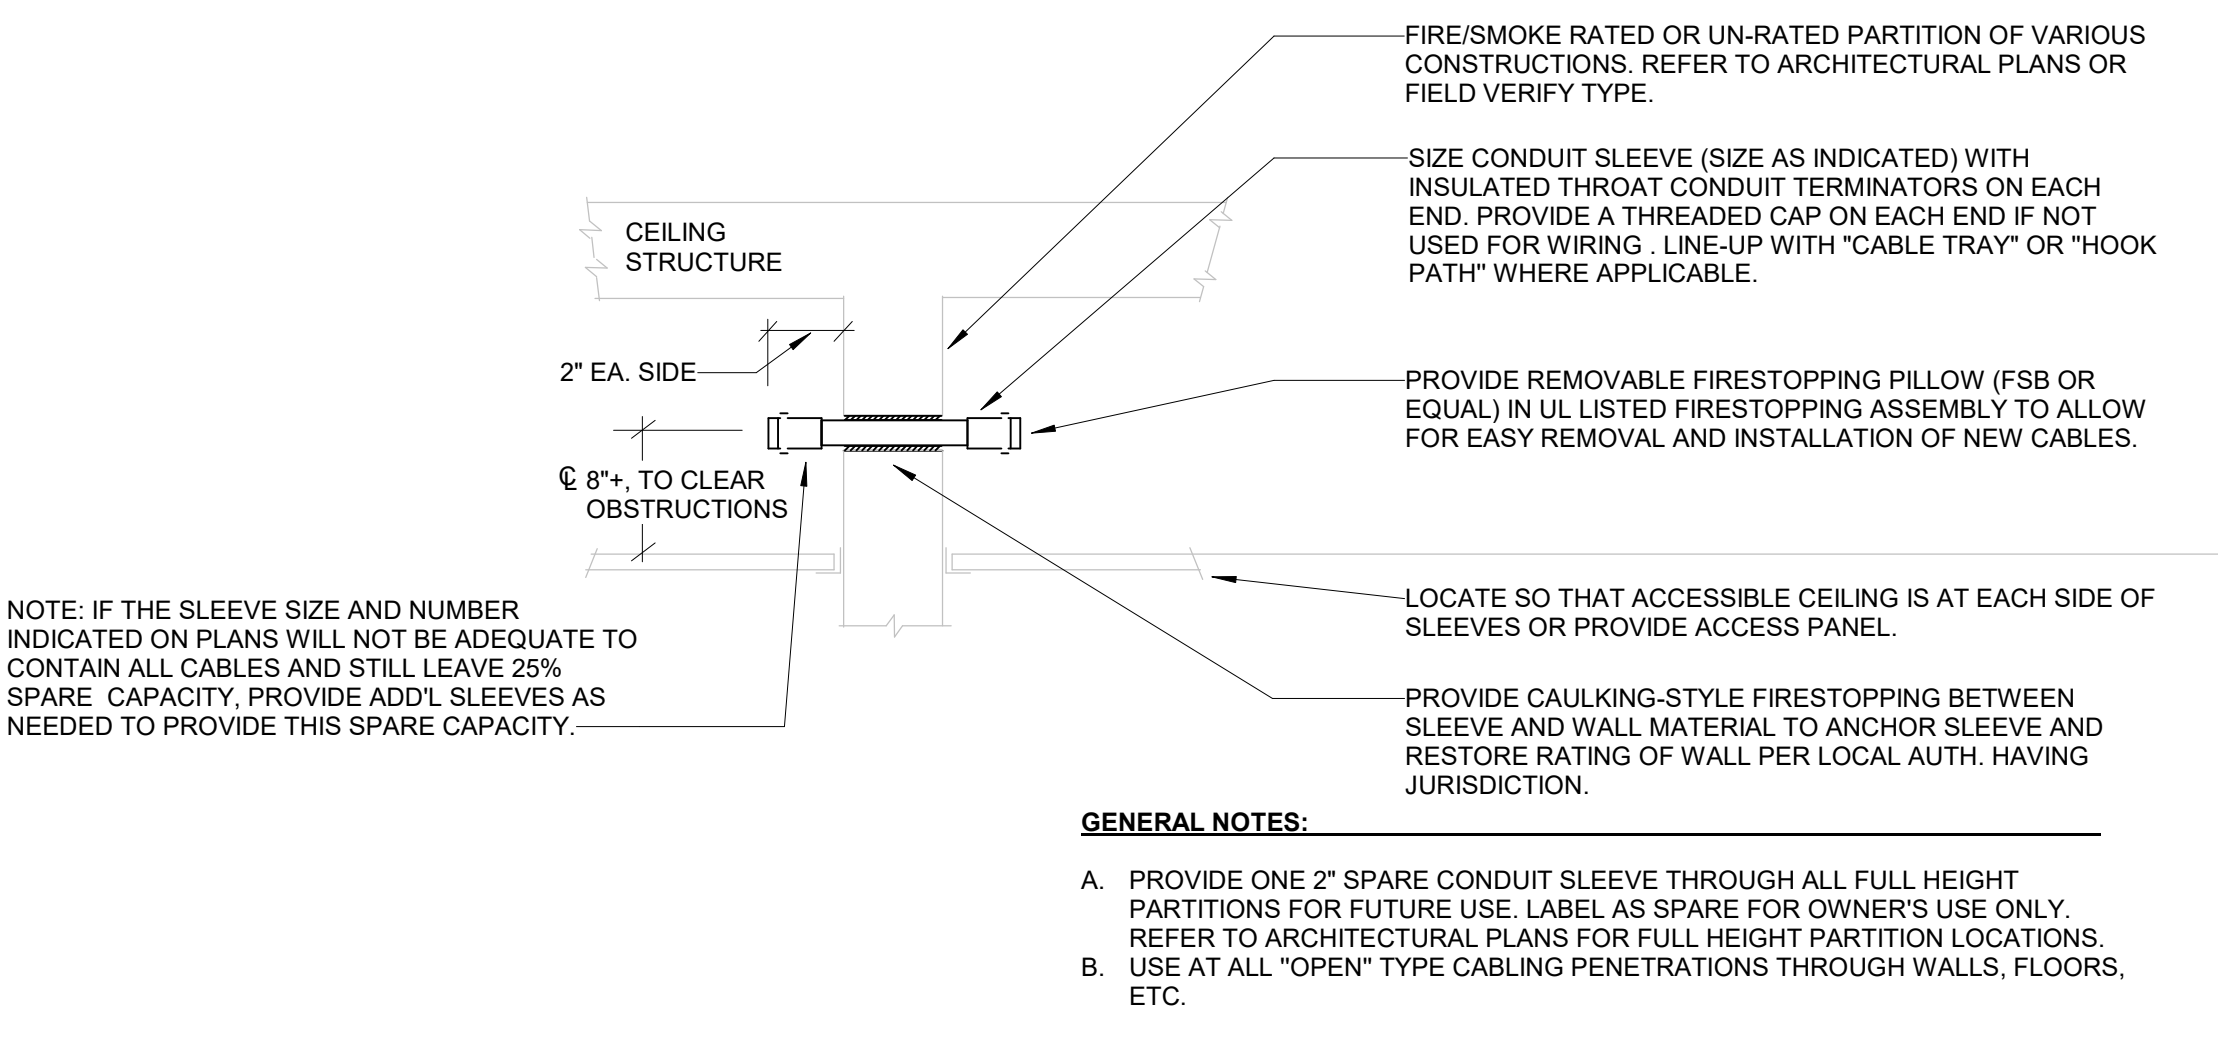 FIRE/SMOKE RATED OR UN-RATED PARTITION OF VARIOUS
CONSTRUCTIONS. REFER TO ARCHITECTURAL PLANS OR
FIELD VERIFY TYPE.
SIZE CONDUIT SLEEVE (SIZE AS INDICATED) WITH
INSULATED THROAT CONDUIT TERMINATORS ON EACH
END. PROVIDE A THREADED CAP ON EACH END IF NOT
USED FOR WIRING . LINE-UP WITH "CABLE TRAY" OR "HOOK
PATH" WHERE APPLICABLE.
CEILING
STRUCTURE
2" EA. SIDE
PROVIDE REMOVABLE FIRESTOPPING PILLOW (FSB OR
EQUAL) IN UL LISTED FIRESTOPPING ASSEMBLY TO ALLOW
FOR EASY REMOVAL AND INSTALLATION OF NEW CABLES.
℄ 8"+, TO CLEAR
OBSTRUCTIONS
NOTE: IF THE SLEEVE SIZE AND NUMBER
INDICATED ON PLANS WILL NOT BE ADEQUATE TO
CONTAIN ALL CABLES AND STILL LEAVE 25%
SPARE CAPACITY, PROVIDE ADD'L SLEEVES AS
NEEDED TO PROVIDE THIS SPARE CAPACITY.
LOCATE SO THAT ACCESSIBLE CEILING IS AT EACH SIDE OF
SLEEVES OR PROVIDE ACCESS PANEL.
PROVIDE CAULKING-STYLE FIRESTOPPING BETWEEN
SLEEVE AND WALL MATERIAL TO ANCHOR SLEEVE AND
RESTORE RATING OF WALL PER LOCAL AUTH. HAVING
JURISDICTION.
GENERAL NOTES:
A. PROVIDE ONE 2" SPARE CONDUIT SLEEVE THROUGH ALL FULL HEIGHT
PARTITIONS FOR FUTURE USE. LABEL AS SPARE FOR OWNER'S USE ONLY.
REFER TO ARCHITECTURAL PLANS FOR FULL HEIGHT PARTITION LOCATIONS.
B. USE AT ALL "OPEN" TYPE CABLING PENETRATIONS THROUGH WALLS, FLOORS,
ETC.